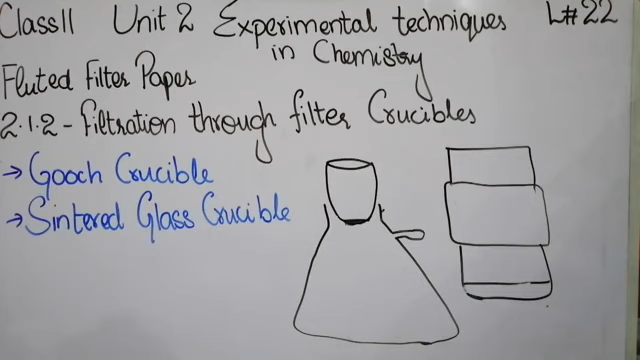 Class11 Unit 2 Experimental techniques L#22
in Chemistry
Fluted Filter Paper
2.1.2 - Filtration through filter Crucibles
→ Gooch Crucible
→ Sintered Glass Crucible